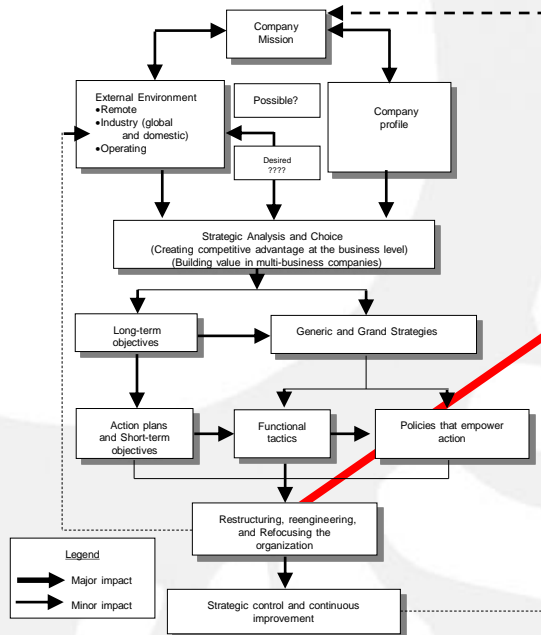 Company
Mission
External Environment
•Remote
•Industry (global
and domestic)
•Operating
Possible?
Company
profile
Desired
????
Strategic Analysis and Choice
(Creating competitive advantage at the business level)
(Building value in multi-business companies)
Long-term
objectives
Generic and Grand Strategies
Action plans
and Short-term
objectives
Functional
tactics
Policies that empower
action
Restructuring, reengineering,
and Refocusing the
organization
Legend
Major impact
Minor impact
Strategic control and continuous
improvement